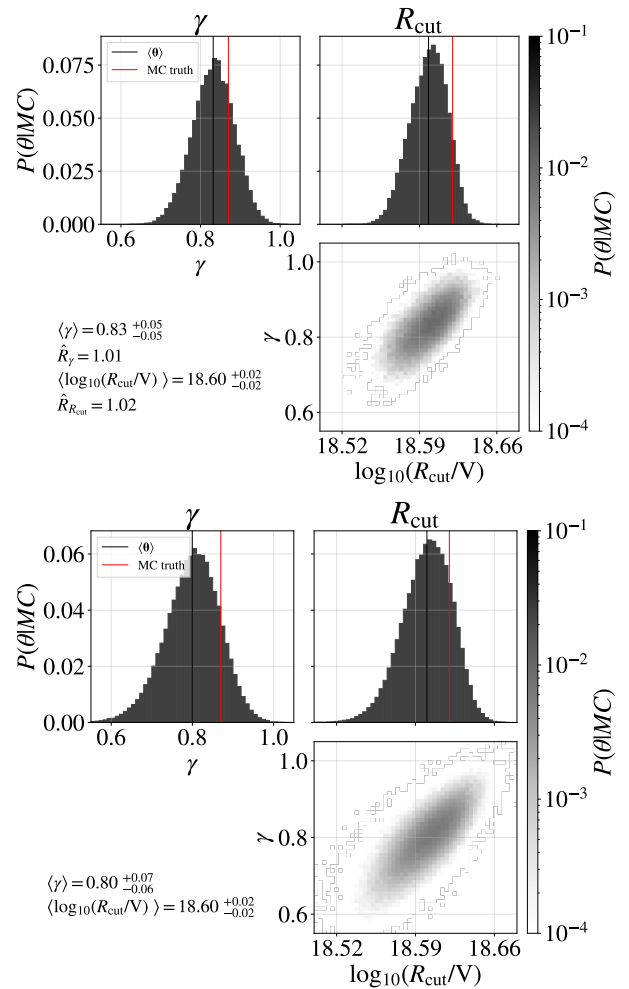 γ
R_cut
⟨θ⟩
MC truth
P(θ|MC)
0.075
0.050
0.025
0.000
0.6
0.8
1.0
γ
10⁻¹
10⁻²
10⁻³
10⁻⁴
P(θ|MC)
γ
1.0
0.8
0.6
18.52
18.59
18.66
log₁₀(R_cut/V)
⟨γ⟩ = 0.83 +0.05 −0.05
R̂_γ = 1.01
⟨log₁₀(R_cut/V) ⟩ = 18.60 +0.02 −0.02
R̂_R_cut = 1.02
γ
R_cut
⟨θ⟩
MC truth
P(θ|MC)
0.06
0.04
0.02
0.00
0.6
0.8
1.0
γ
10⁻¹
10⁻²
10⁻³
10⁻⁴
P(θ|MC)
γ
1.0
0.8
0.6
18.52
18.59
18.66
log₁₀(R_cut/V)
⟨γ⟩ = 0.80 +0.07 −0.06
⟨log₁₀(R_cut/V) ⟩ = 18.60 +0.02 −0.02